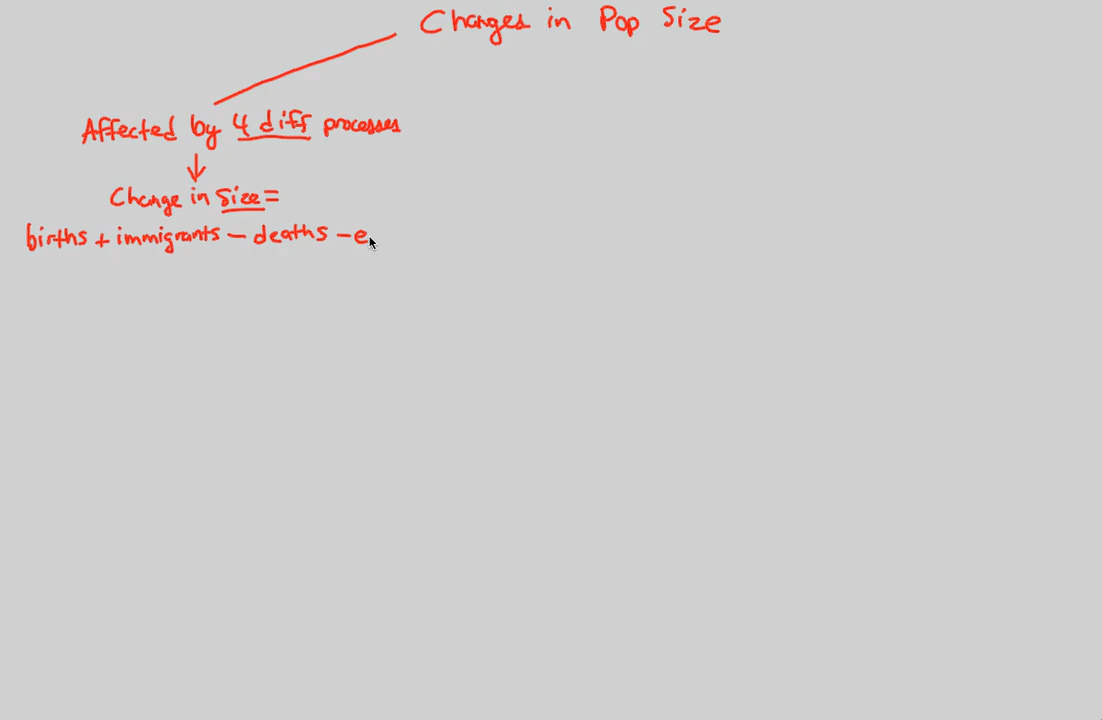 Changes in Pop Size
Affected by 4 diff processes
Change in size =
births + immigrants - deaths - e